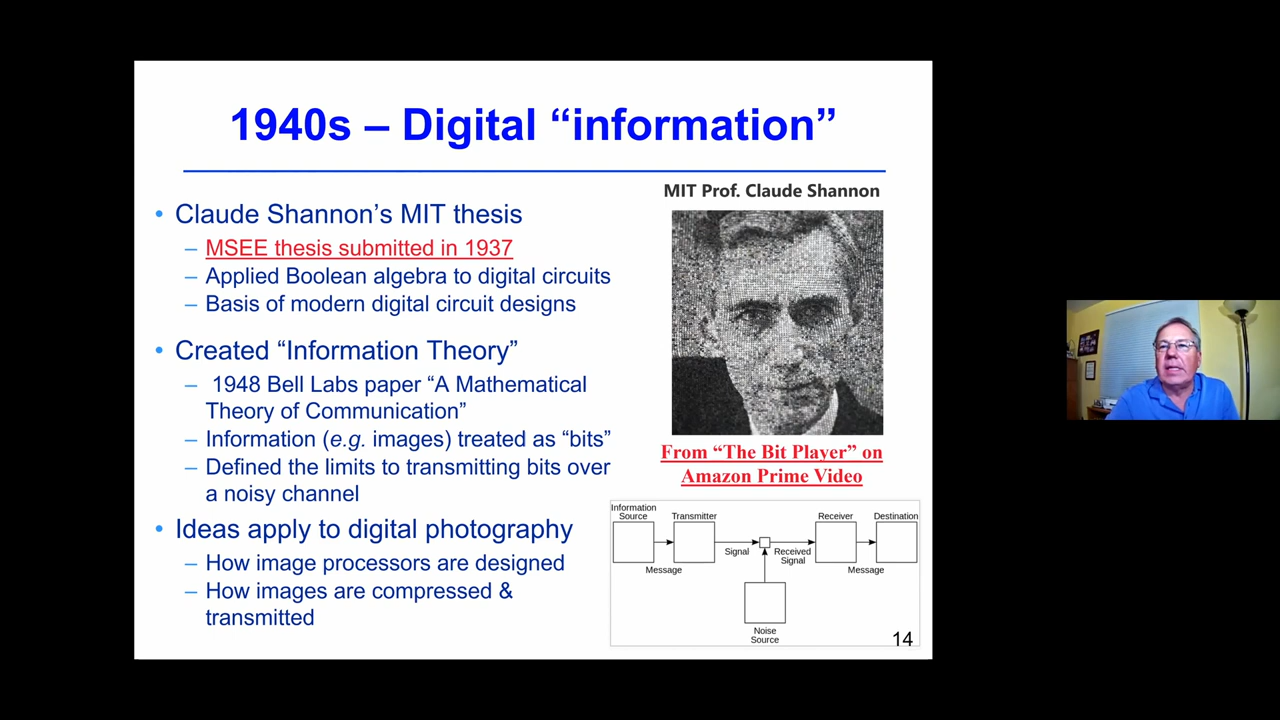 1940s – Digital “information”
• Claude Shannon’s MIT thesis
– MSEE thesis submitted in 1937
– Applied Boolean algebra to digital circuits
– Basis of modern digital circuit designs
• Created “Information Theory”
– 1948 Bell Labs paper “A Mathematical
Theory of Communication”
– Information (e.g. images) treated as “bits”
– Defined the limits to transmitting bits over
a noisy channel
• Ideas apply to digital photography
– How image processors are designed
– How images are compressed &
transmitted
MIT Prof. Claude Shannon
From “The Bit Player” on
Amazon Prime Video
Information
Source
Transmitter
Receiver
Destination
Signal
Received
Signal
Message
Message
Noise
Source
14